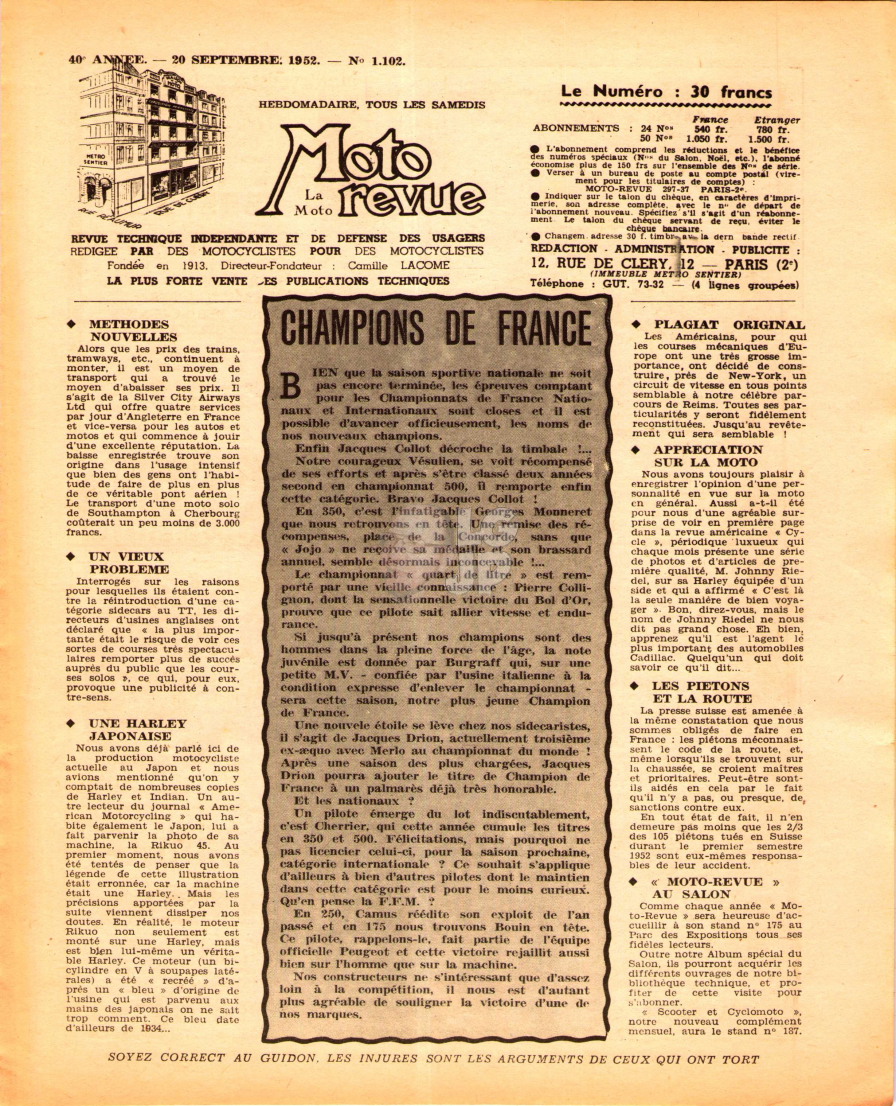 40e ANNEE. — 20 SEPTEMBRE. 1952. — No 1.102.
METRO
SENTIER
RUE REAUMUR
RUE DE CLERY
HEBDOMADAIRE, TOUS LES SAMEDIS
Moto
revue
La
Moto
REVUE TECHNIQUE INDEPENDANTE ET DE DEFENSE DES USAGERS
REDIGEE PAR DES MOTOCYCLISTES POUR DES MOTOCYCLISTES
Fondée en 1913. Directeur-Fondateur : Camille LACOME
LA PLUS FORTE VENTE DES PUBLICATIONS TECHNIQUES
Le Numéro : 30 francs
France Etranger
ABONNEMENTS : 24 Nos 540 fr. 780 fr.
50 Nos 1.050 fr. 1.500 fr.
● L'abonnement comprend les réductions et le bénéfice
des numéros spéciaux (Nos du Salon, Noël, etc.), l'abonné
économise plus de 150 frs sur l'ensemble des Nos de série.
● Verser à un bureau de poste au compte postal (vire-
ment pour les titulaires de comptes) :
MOTO-REVUE 297-37 PARIS-2e.
● Indiquer sur le talon du chèque, en caractères d'impri-
merie, son adresse complète, avec le no de départ de
l'abonnement nouveau. Spécifiez s'il s'agit d'un réabonne-
ment. Le talon du chèque servant de reçu, éviter le
chèque bancaire.
● Changem. adresse 30 f. timbr. av. la dern bande rectif
REDACTION - ADMINISTRATION - PUBLICITE :
12, RUE DE CLERY, 12 — PARIS (2e)
(IMMEUBLE METRO SENTIER)
Téléphone : GUT. 73-32 — (4 lignes groupées)
◆ METHODES
NOUVELLES
Alors que les prix des trains,
tramways, etc., continuent à
monter, il est un moyen de
transport qui a trouvé le
moyen d'abaisser ses prix. Il
s'agit de la Silver City Airways
Ltd qui offre quatre services
par jour d'Angleterre en France
et vice-versa pour les autos et
motos et qui commence à jouir
d'une excellente réputation. La
baisse enregistrée trouve son
origine dans l'usage intensif
que bien des gens ont l'habi-
tude de faire de plus en plus
de ce véritable pont aérien !
Le transport d'une moto solo
de Southampton à Cherbourg
coûterait un peu moins de 3.000
francs.
◆ UN VIEUX
PROBLEME
Interrogés sur les raisons
pour lesquelles ils étaient con-
tre la réintroduction d'une ca-
tégorie sidecars au TT, les di-
recteurs d'usines anglaises ont
déclaré que « la plus impor-
tante était le risque de voir ces
sortes de courses très spectacu-
laires remporter plus de succés
auprés du public que les cour-
ses solos », ce qui, pour eux,
provoque une publicité à con-
tre-sens.
◆ UNE HARLEY
JAPONAISE
Nous avons déjà parlé ici de
la production motocycliste
actuelle au Japon et nous
avions mentionné qu'on y
comptait de nombreuses copies
de Harley et Indian. Un au-
tre lecteur du journal « Ame-
rican Motorcycling » qui ha-
bite également le Japon, lui a
fait parvenir la photo de sa
machine, la Rikuo 45. Au
premier moment, nous avons
été tentés de penser que la
légende de cette illustration
était erronnée, car la machine
était une Harley. Mais les
précisions apportées par la
suite viennent dissiper nos
doutes. En réalité, le moteur
Rikuo non seulement est
monté sur une Harley, mais
est bien lui-même un vérita-
ble Harley. Ce moteur (un bi-
cylindre en V à soupapes laté-
rales) a été « recréé » d'a-
près un « bleu » d'origine de
l'usine qui est parvenu aux
mains des japonais on ne sait
trop comment. Ce bleu date
d'ailleurs de 1934...
CHAMPIONS DE FRANCE
BIEN que la saison sportive nationale ne soit
pas encore terminée, les épreuves comptant
pour les Championnats de France Natio-
naux et Internationaux sont closes et il est
possible d'avancer officieusement, les noms de
nos nouveaux champions.
Enfin Jacques Collot décroche la timbale !...
Notre courageux Vésulien, se voit récompensé
de ses efforts et après s'être classé deux années
second en championnat 500, il remporte enfin
cette catégorie. Bravo Jacques Collot !
En 350, c'est l'infatigable Georges Monneret
que nous retrouvons en tête. Une remise des ré-
compenses, place de la Concorde, sans que
« Jojo » ne reçoive sa médaille et son brassard
annuel, semble désormais inconcevable !...
Le championnat « quart de litre » est rem-
porté par une vieille connaissance : Pierre Colli-
gnon, dont la sensationnelle victoire du Bol d'Or,
prouve que ce pilote sait allier vitesse et endu-
rance.
Si jusqu'à présent nos champions sont des
hommes dans la pleine force de l'âge, la note
juvénile est donnée par Burgraff qui, sur une
petite M.V. - confiée par l'usine italienne à la
condition expresse d'enlever le championnat -
sera cette saison, notre plus jeune Champion
de France.
Une nouvele étoile se lève chez nos sidecaristes,
il s'agit de Jacques Drion, actuellement troisième
ex-æquo avec Merlo au championnat du monde !
Après une saison des plus chargées, Jacques
Drion pourra ajouter le titre de Champion de
France à un palmarès déjà très honorable.
Et les nationaux ?
Un pilote émerge du lot indiscutablement,
c'est Cherrier, qui cette année cumule les titres
en 350 et 500. Félicitations, mais pourquoi ne
pas licencier celui-ci, pour la saison prochaine,
catégorie internationale ? Ce souhait s'applique
d'ailleurs à bien d'autres pilotes dont le maintien
dans cette catégorie est pour le moins curieux.
Qu'en pense la F.F.M. ?
En 250, Camus réédite son exploit de l'an
passé et en 175 nous trouvons Bouin en tête.
Ce pilote, rappelons-le, fait partie de l'équipe
officielle Peugeot et cette victoire rejaillit aussi
bien sur l'homme que sur la machine.
Nos constructeurs ne s'intéressant que d'assez
loin à la compétition, il nous est d'autant
plus agréable de souligner la victoire d'une de
nos marques.
◆ PLAGIAT ORIGINAL
Les Américains, pour qui
les courses mécaniques d'Eu-
rope ont une très grosse im-
portance, ont décidé de cons-
truire, prés de New-York, un
circuit de vitesse en tous points
semblable à notre célébre par-
cours de Reims. Toutes ses par-
ticularités y seront fidèlement
reconstituées. Jusqu'au revête-
ment qui sera semblable !
◆ APPRECIATION
SUR LA MOTO
Nous avons toujours plaisir à
enregistrer l'opinion d'une per-
sonnalité en vue sur la moto
en général. Aussi a-t-il été
pour nous d'une agréable sur-
prise de voir en première page
dans la revue américaine « Cy-
cle », périodique luxueux qui
chaque mois présente une série
de photos et d'articles de pre-
mière qualité, M. Johnny Rie-
del, sur sa Harley équipée d'un
side et qui a affirmé « C'est là
la seule manière de bien voya-
ger ». Bon, direz-vous, mais le
nom de Johnny Riedel ne nous
dit pas grand chose. Eh bien,
apprenez qu'il est l'agent le
plus important des automobiles
Cadillac. Quelqu'un qui doit
savoir ce qu'il dit...
◆ LES PIETONS
ET LA ROUTE
La presse suisse est amenée à
la même constatation que nous
sommes obligés de faire en
France : les piétons méconnais-
sent le code de la route, et,
même lorsqu'ils se trouvent sur
la chaussée, se croient maîtres
et prioritaires. Peut-être sont-
ils aidés en cela par le fait
qu'il n'y a pas, ou presque, de
sanctions contre eux.
En tout état de fait, il n'en
demeure pas moins que les 2/3
des 105 piétons tués en Suisse
durant le premier semestre
1952 sont eux-mêmes responsa-
bles de leur accident.
◆ « MOTO-REVUE »
AU SALON
Comme chaque année « Mo-
to-Revue » sera heureuse d'ac-
cueillir à son stand no 175 au
Parc des Expositions tous ses
fidéles lecteurs.
Outre notre Album spécial du
Salon, ils pourront acquérir les
différents ouvrages de notre bi-
bliothèque technique, et pro-
fiter de cette visite pour
s'abonner.
« Scooter et Cyclomoto »,
notre nouveau complément
mensuel, aura le stand no 187.
SOYEZ CORRECT AU GUIDON, LES INJURES SONT LES ARGUMENTS DE CEUX QUI ONT TORT